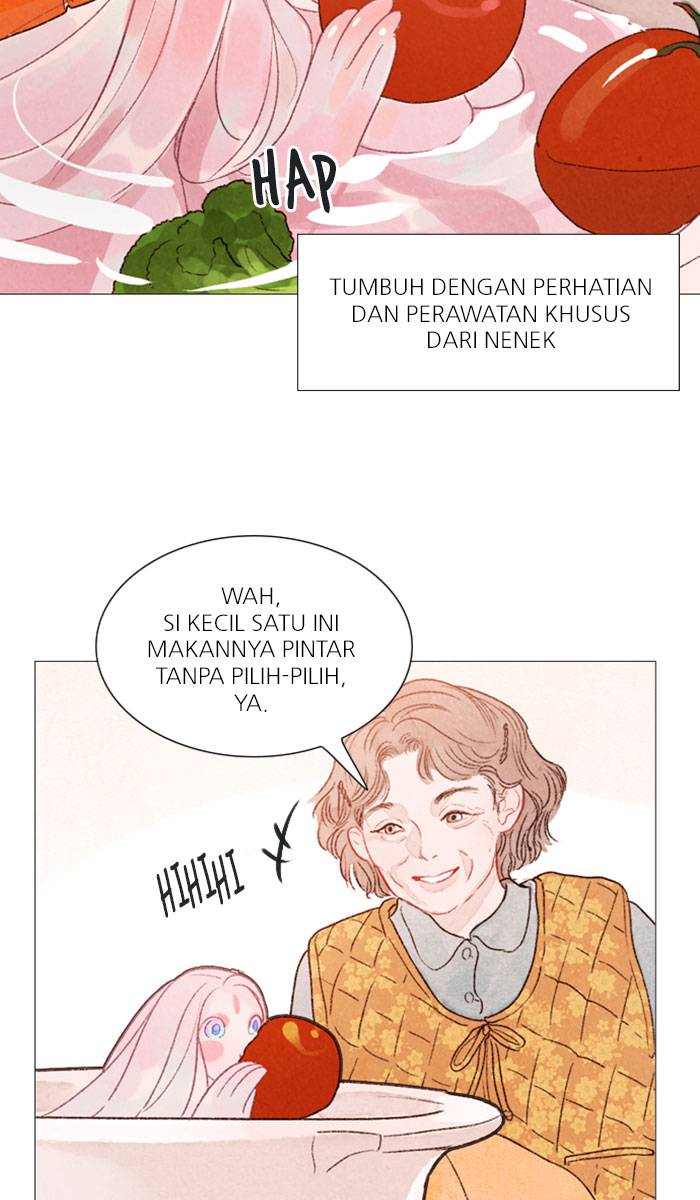 HAP
TUMBUH DENGAN PERHATIAN
DAN PERAWATAN KHUSUS
DARI NENEK
WAH,
SI KECIL SATU INI
MAKANNYA PINTAR
TANPA PILIH-PILIH,
YA.
HIHIHI